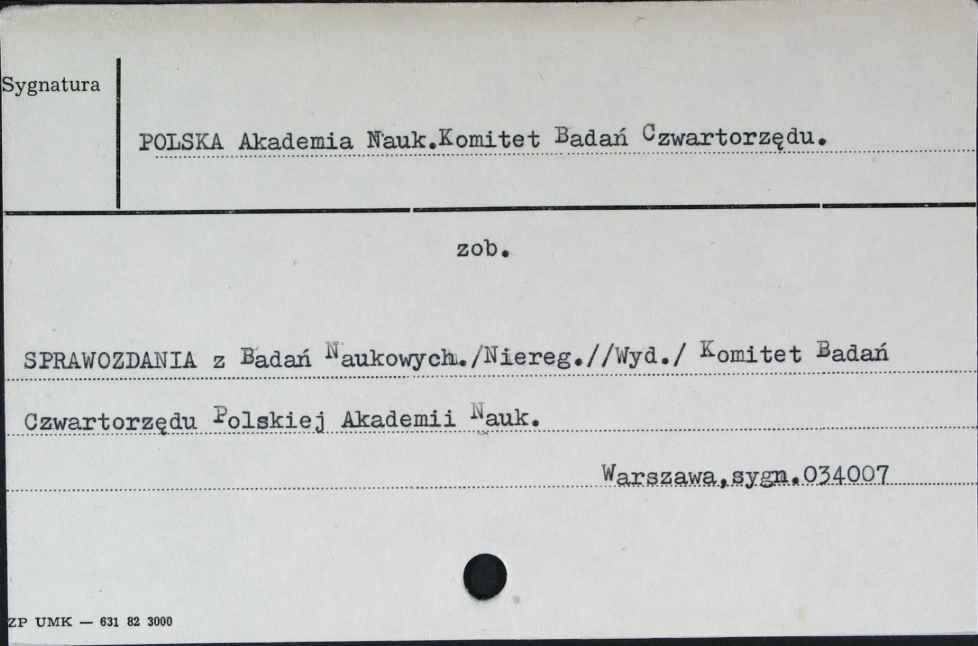 Sygnatura
POLSKA Akademia Nauk.Komitet Badań Czwartorzędu.
zob.
SPRAWOZDANIA z Badań Naukowych./Niereg.//Wyd./ Komitet Badań
Czwartorzędu Polskiej Akademii Nauk.
Warszawa,sygn.034007
ZP UMK — 631 82 3000